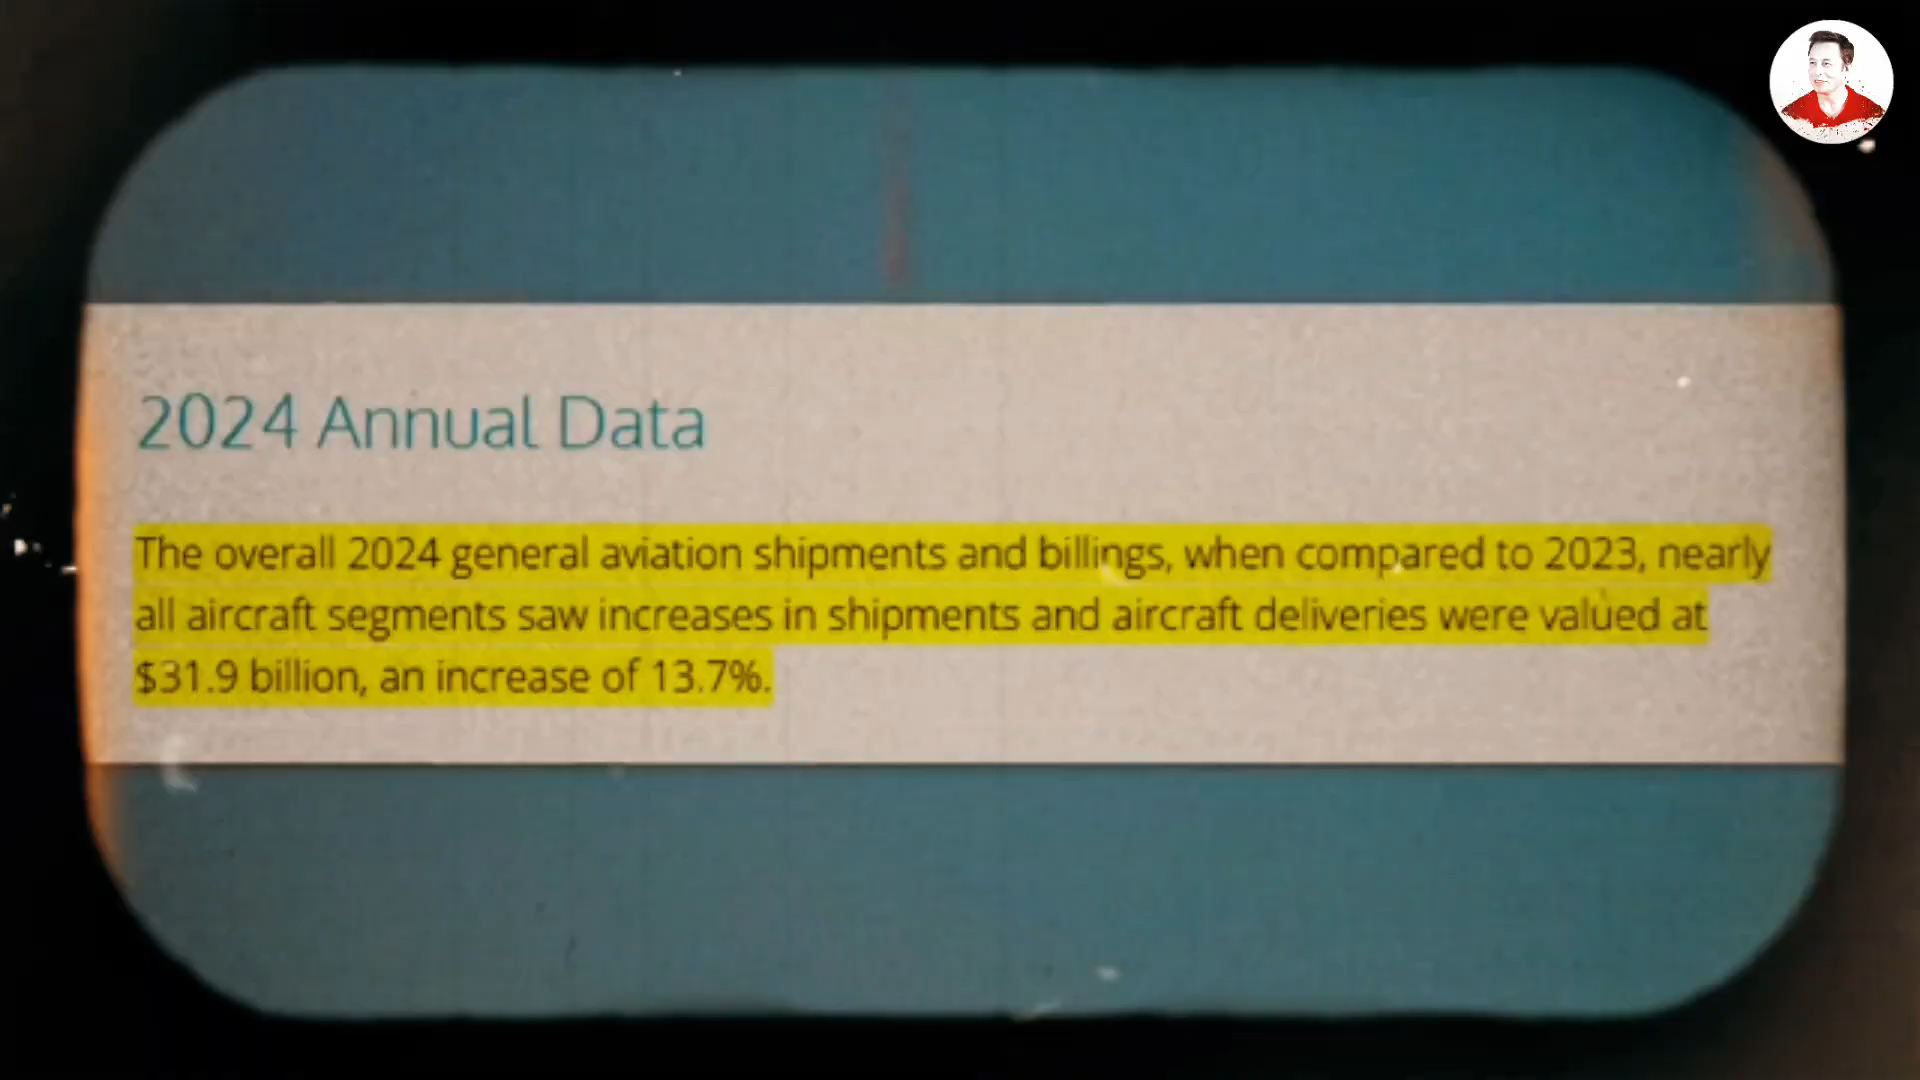 2024 Annual Data
The overall 2024 general aviation shipments and billings, when compared to 2023, nearly
all aircraft segments saw increases in shipments and aircraft deliveries were valued at
$31.9 billion, an increase of 13.7%.